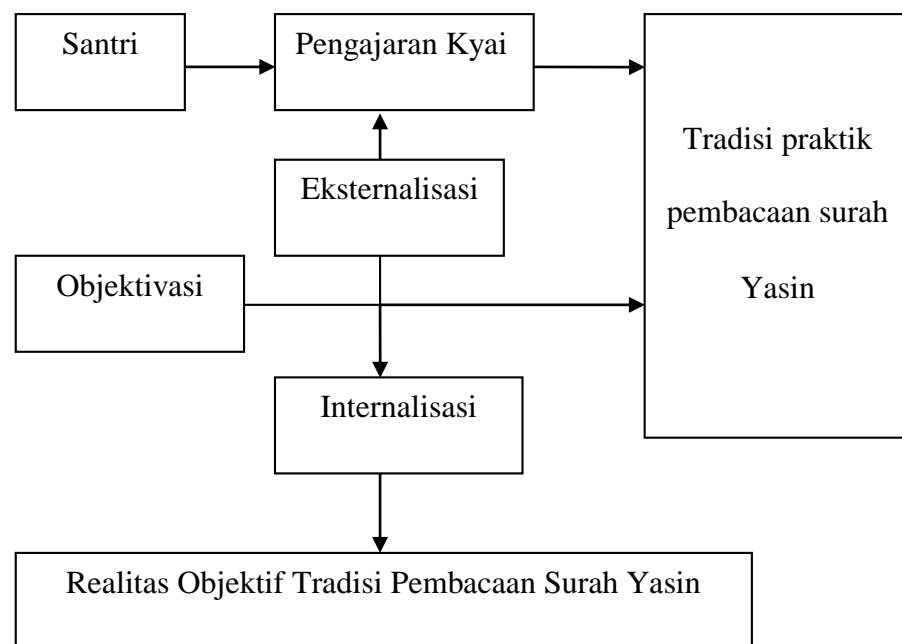 Santri
Pengajaran Kyai
Tradisi praktik
pembacaan surah
Yasin
Eksternalisasi
Objektivasi
Internalisasi
Realitas Objektif Tradisi Pembacaan Surah Yasin